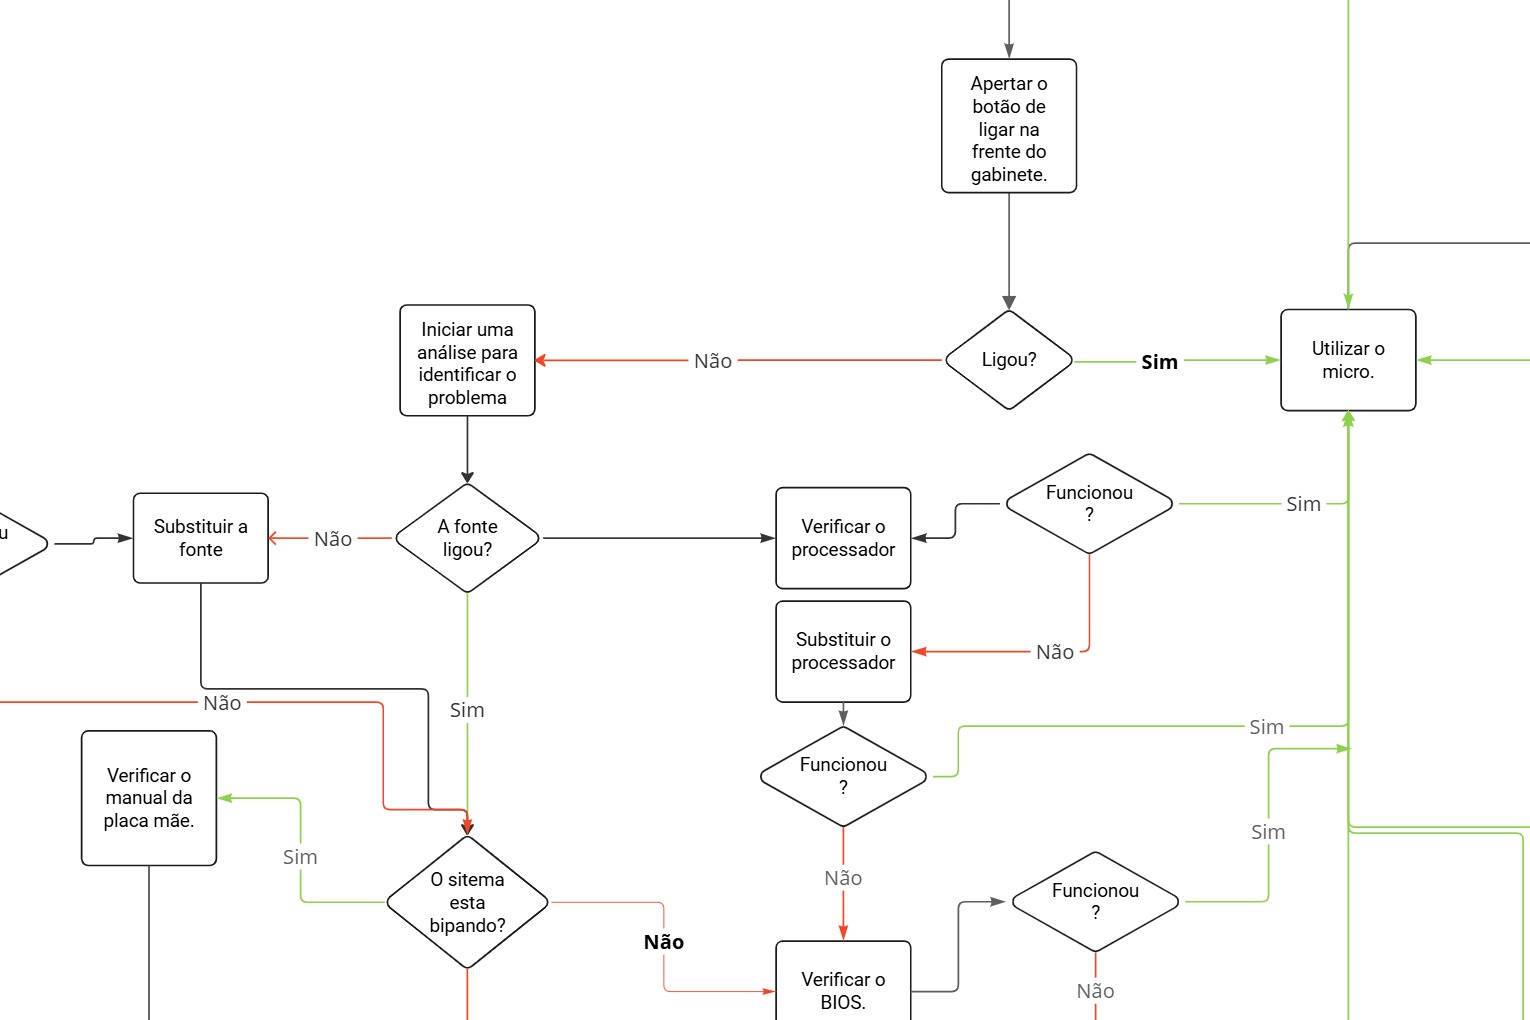 Apertar o
botão de
ligar na
frente do
gabinete.
Iniciar uma
análise para
identificar o
problema
Não
Ligou?
Sim
Utilizar o
micro.
u
Substituir a
fonte
Não
A fonte
ligou?
Verificar o
processador
Funcionou
?
Sim
Substituir o
processador
Não
Não
Sim
Sim
Verificar o
manual da
placa mãe.
Funcionou
?
Sim
Sim
O sitema
esta
bipando?
Não
Não
Funcionou
?
Verificar o
BIOS.
Não